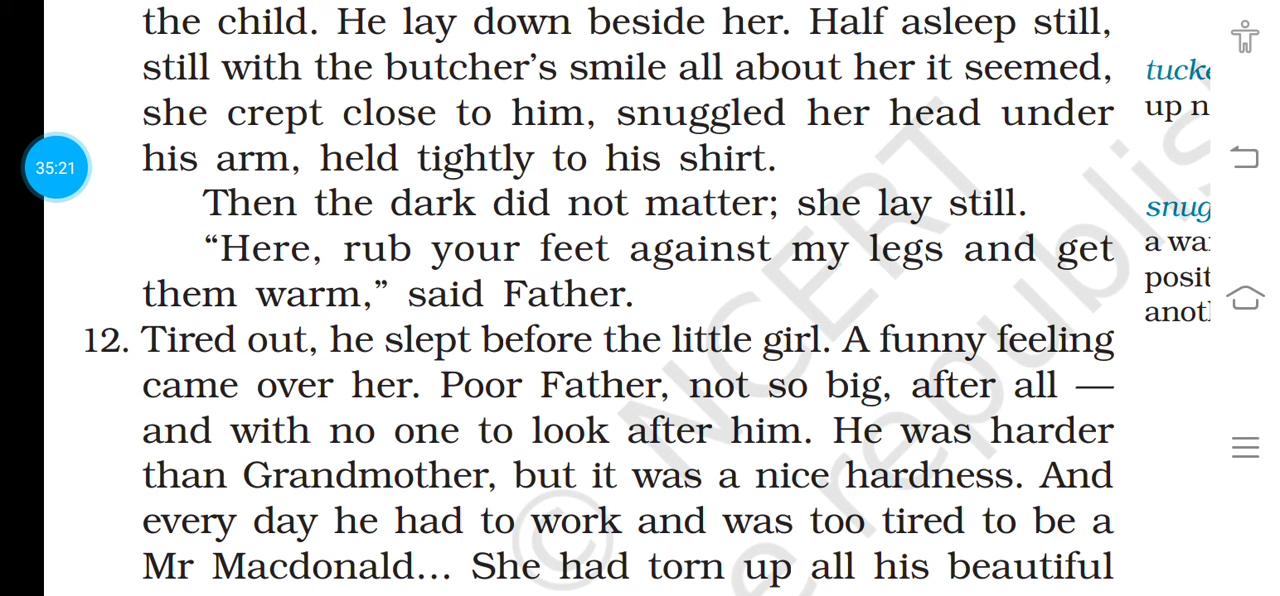 the child. He lay down beside her. Half asleep still,
still with the butcher’s smile all about her it seemed,
she crept close to him, snuggled her head under
his arm, held tightly to his shirt.
Then the dark did not matter; she lay still.
“Here, rub your feet against my legs and get
them warm,” said Father.
12. Tired out, he slept before the little girl. A funny feeling
came over her. Poor Father, not so big, after all —
and with no one to look after him. He was harder
than Grandmother, but it was a nice hardness. And
every day he had to work and was too tired to be a
Mr Macdonald... She had torn up all his beautiful
up n
a wa
posit
35:21
© NCERT